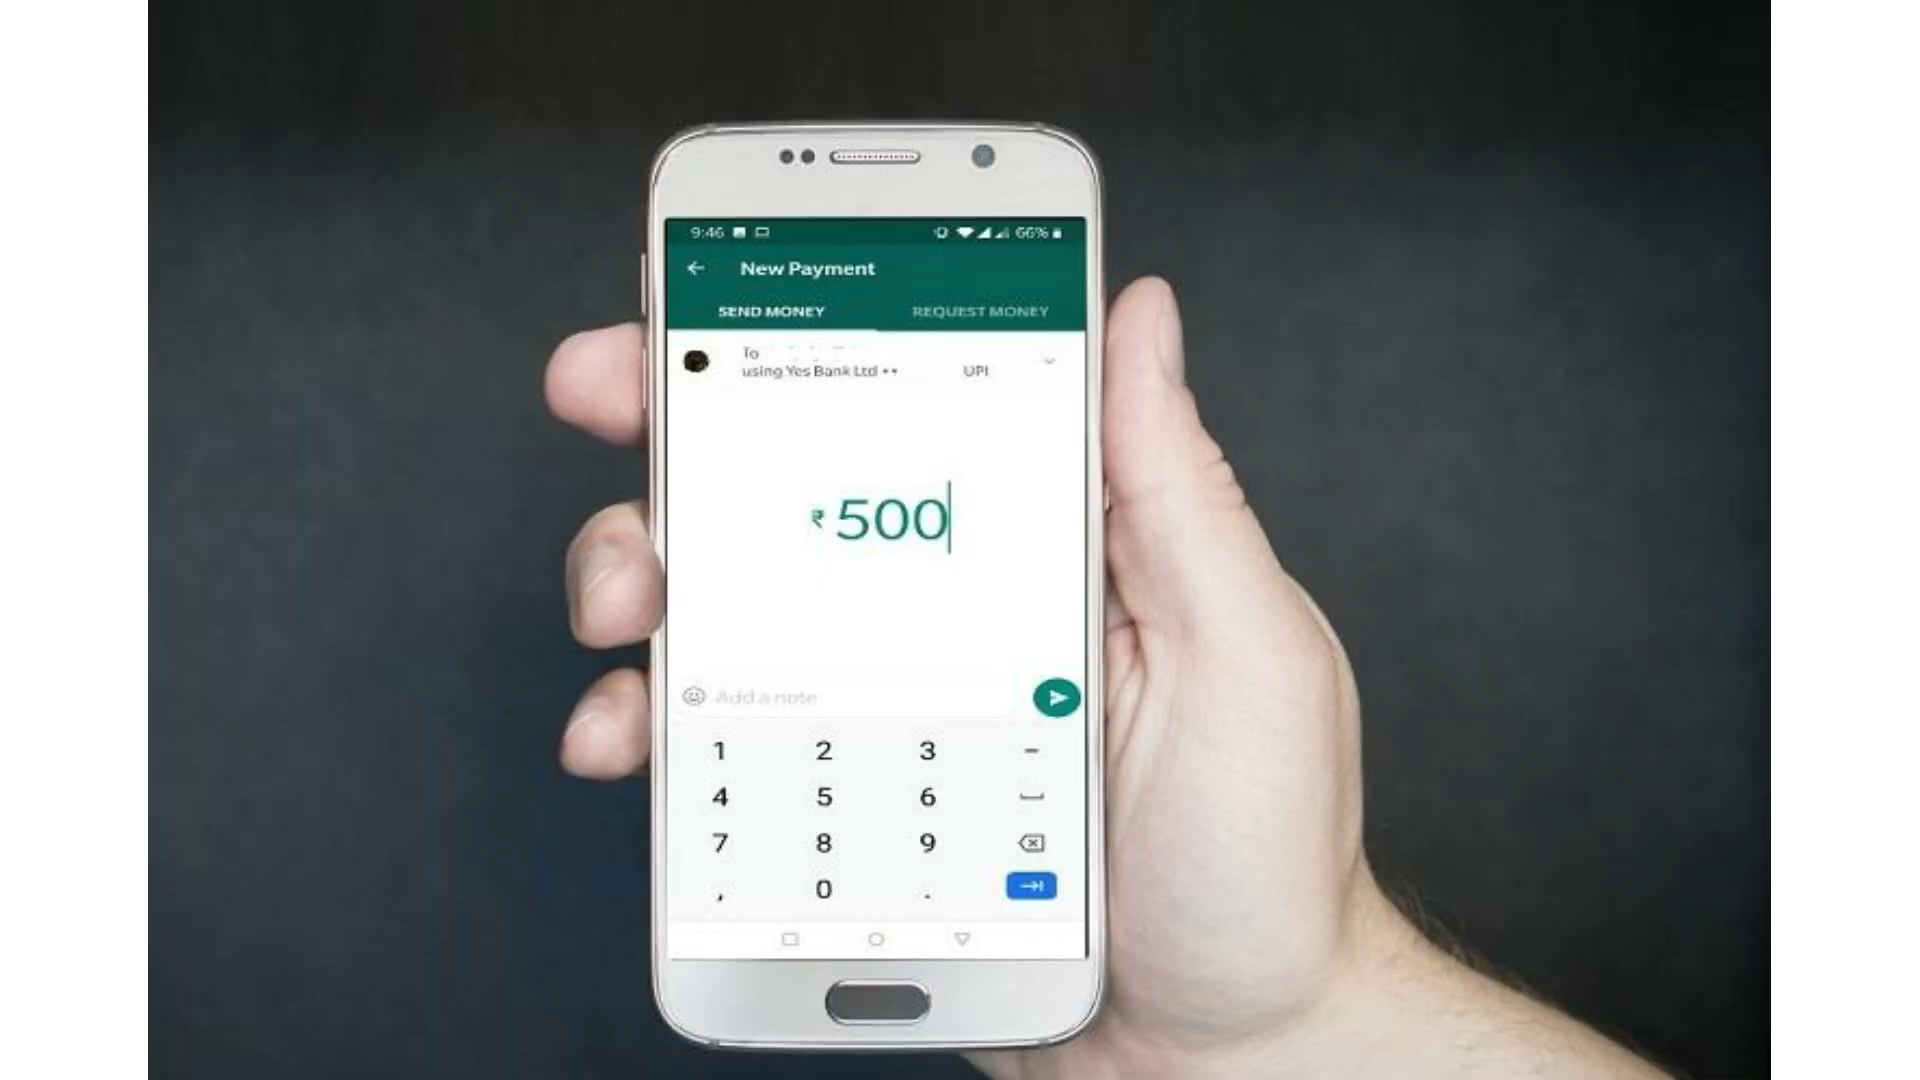 9:46 66%
New Payment
SEND MONEY REQUEST MONEY
To
using Yes Bank Ltd •• UPI
₹ 500
Add a note
1 2 3 -
4 5 6
7 8 9
, 0 .